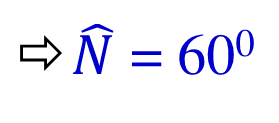 ⇨ N̂ = 60⁰